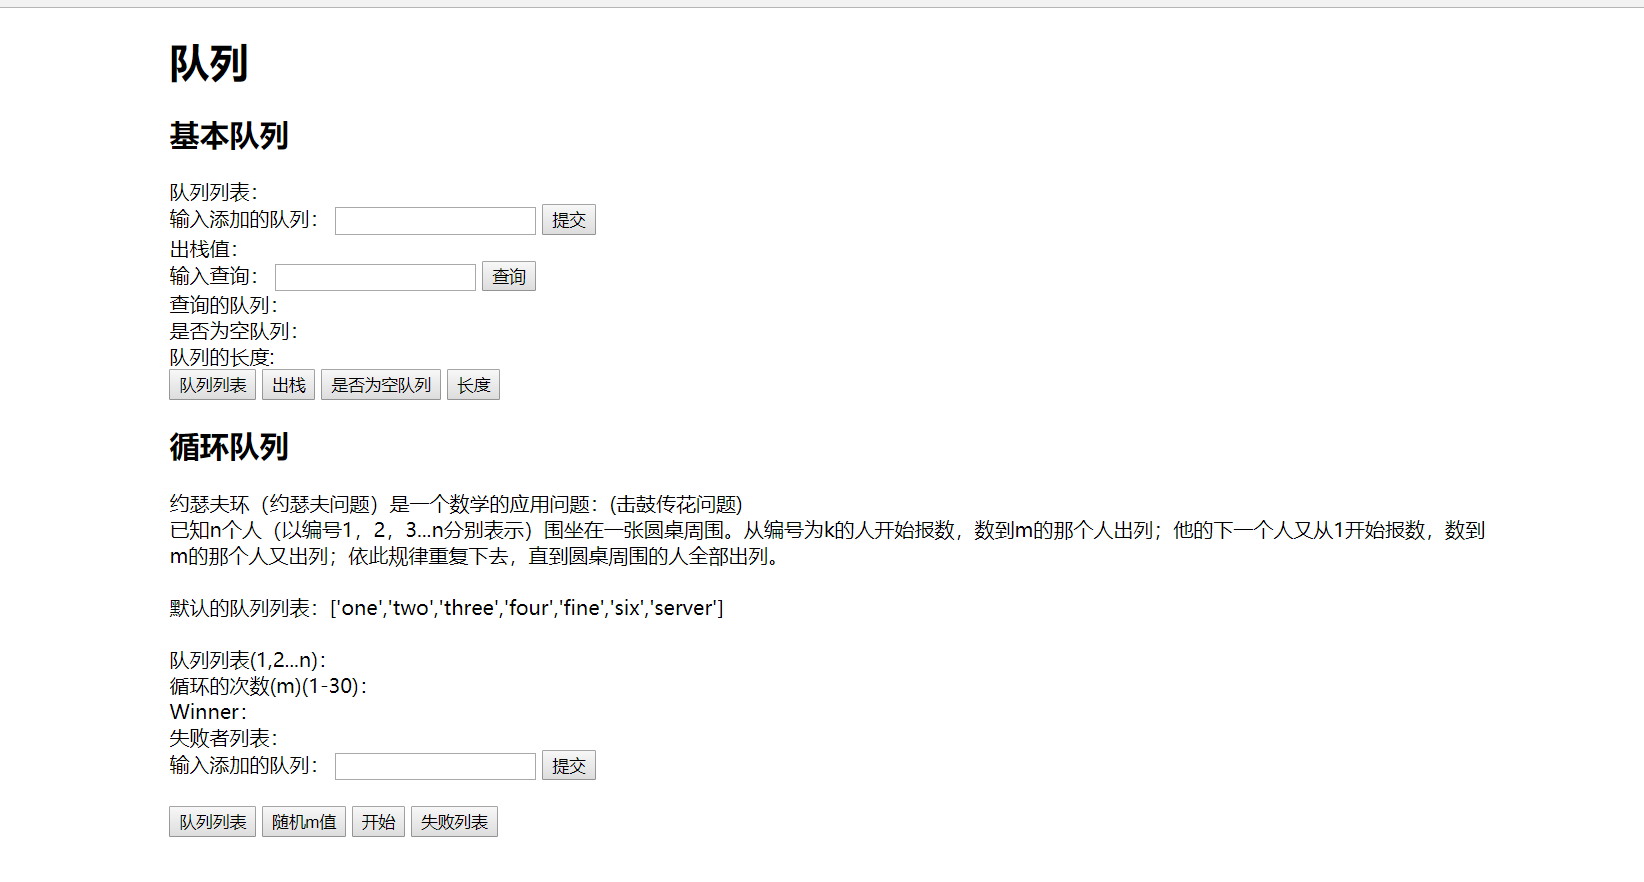 队列
基本队列
队列列表：
输入添加的队列： 提交
出栈值：
输入查询： 查询
查询的队列：
是否为空队列：
队列的长度:
队列列表 出栈 是否为空队列 长度
循环队列
约瑟夫环（约瑟夫问题）是一个数学的应用问题：(击鼓传花问题)
已知n个人（以编号1，2，3...n分别表示）围坐在一张圆桌周围。从编号为k的人开始报数，数到m的那个人出列；他的下一个人又从1开始报数，数到
m的那个人又出列；依此规律重复下去，直到圆桌周围的人全部出列。
默认的队列列表：['one','two','three','four','fine','six','server']
队列列表(1,2...n)：
循环的次数(m)(1-30)：
Winner：
失败者列表：
输入添加的队列： 提交
队列列表 随机m值 开始 失败列表